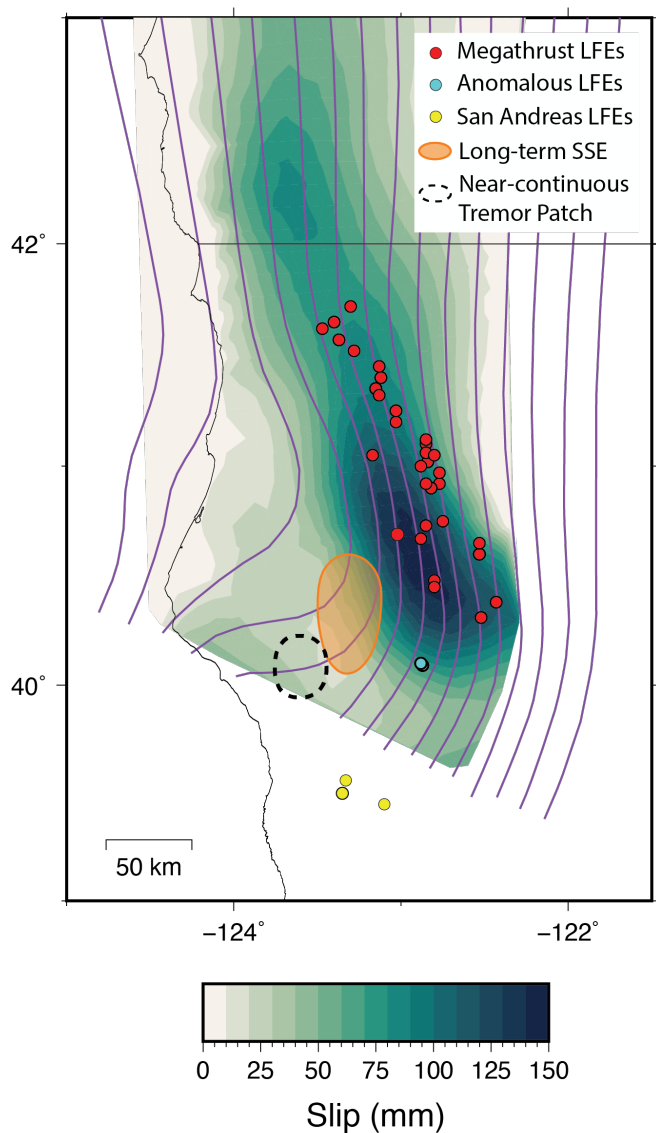 Megathrust LFEs
Anomalous LFEs
San Andreas LFEs
Long-term SSE
Near-continuous
Tremor Patch
42°
40°
50 km
−124° −122°
0 25 50 75 100 125 150
Slip (mm)